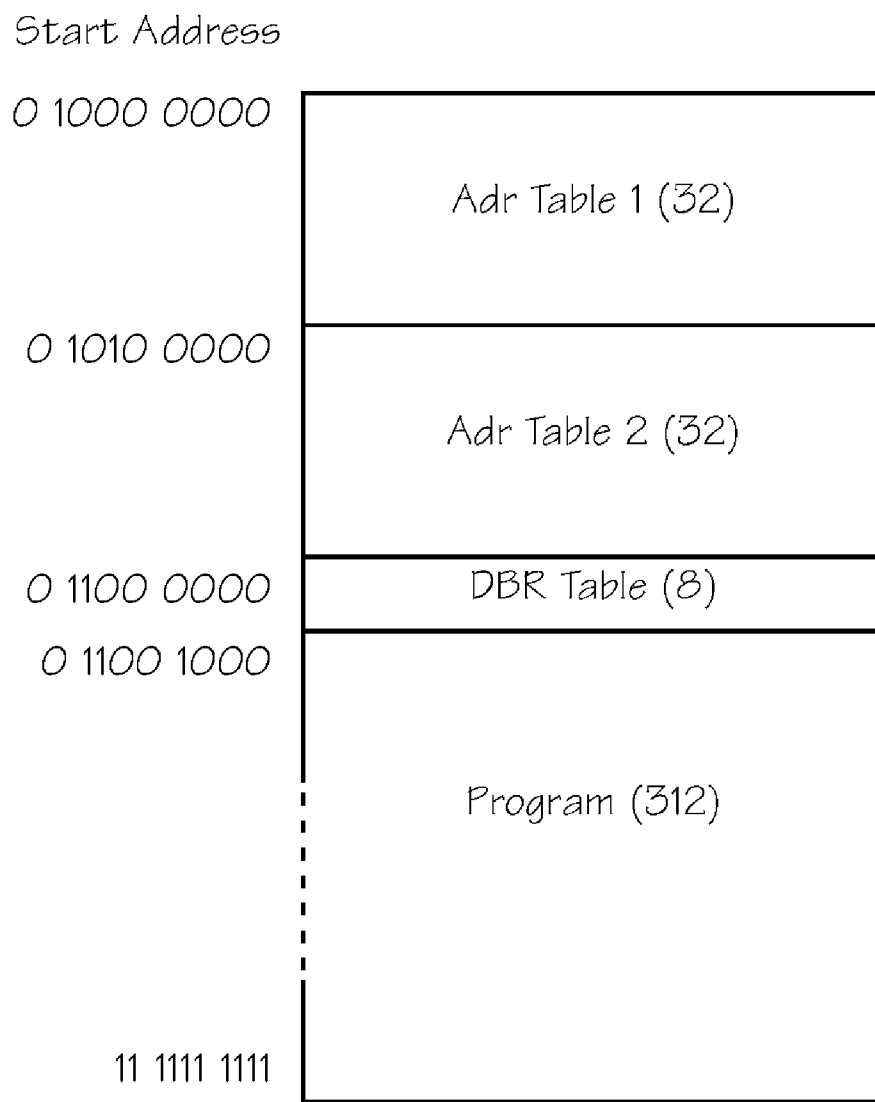 Start Address
0 1000 0000
Adr Table 1 (32)
0 1010 0000
Adr Table 2 (32)
0 1100 0000
DBR Table (8)
0 1100 1000
Program (312)
11 1111 1111